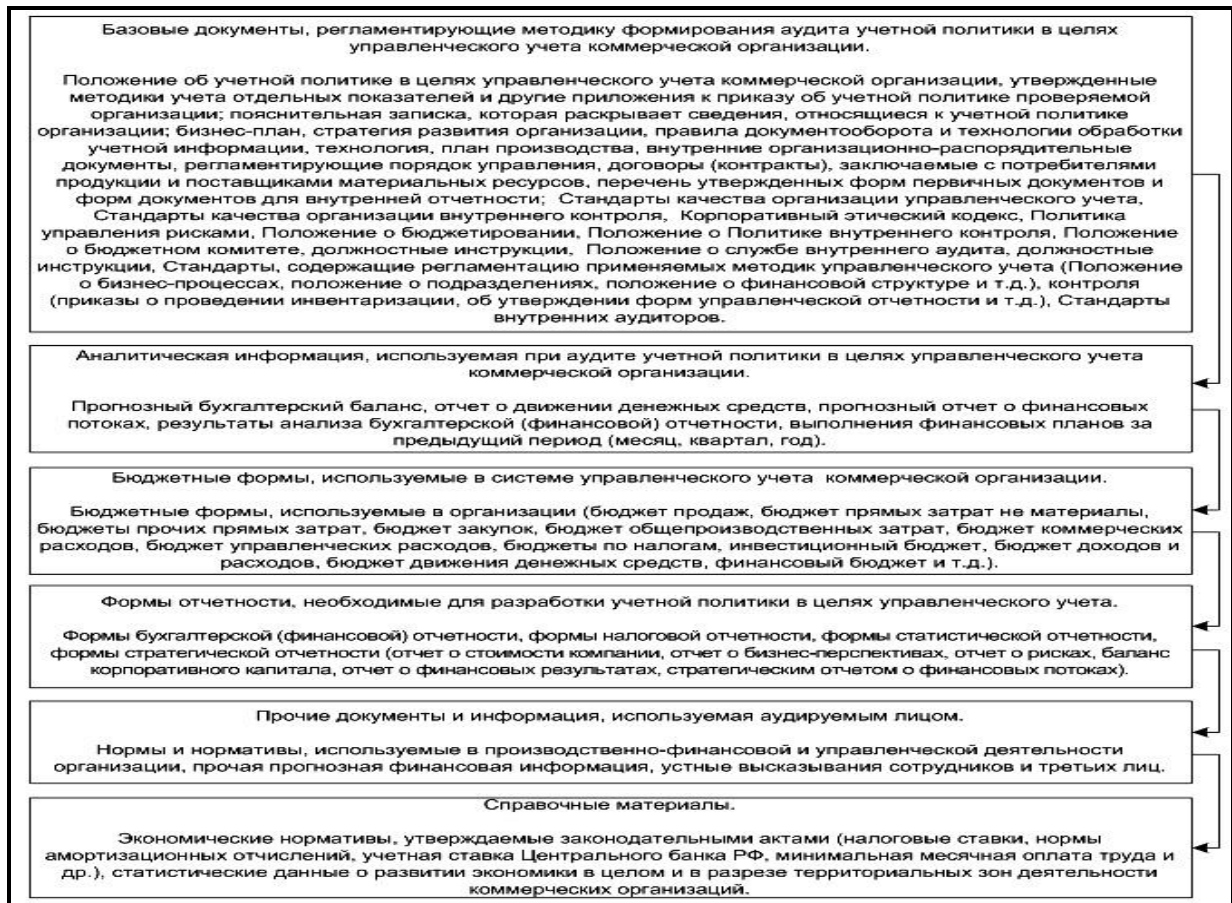 Базовые документы, регламентирующие методику формирования аудита учетной политики в целях
управленческого учета коммерческой организации.
Положение об учетной политике в целях управленческого учета коммерческой организации, утвержденные
методики учета отдельных показателей и другие приложения к приказу об учетной политике проверяемой
организации; пояснительная записка, которая раскрывает сведения, относящиеся к учетной политике
организации; бизнес-план, стратегия развития организации, правила документооборота и технологии обработки
учетной информации, технология, план производства, внутренние организационно-распорядительные
документы, регламентирующие порядок управления, договоры (контракты), заключаемые с потребителями
продукции и поставщиками материальных ресурсов, перечень утвержденных форм первичных документов и
форм документов для внутренней отчетности; Стандарты качества организации управленческого учета,
Стандарты качества организации внутреннего контроля, Корпоративный этический кодекс, Политика
управления рисками, Положение о бюджетировании, Положение о Политике внутреннего контроля, Положение
о бюджетном комитете, должностные инструкции, Положение о службе внутреннего аудита, должностные
инструкции, Стандарты, содержащие регламентацию применяемых методик управленческого учета (Положение
о бизнес-процессах, положение о подразделениях, положение о финансовой структуре и т.д.), контроля
(приказы о проведении инвентаризации, об утверждении форм управленческой отчетности и т.д.), Стандарты
внутренних аудиторов.
Аналитическая информация, используемая при аудите учетной политики в целях управленческого учета
коммерческой организации.
Прогнозный бухгалтерский баланс, отчет о движении денежных средств, прогнозный отчет о финансовых
потоках, результаты анализа бухгалтерской (финансовой) отчетности, выполнения финансовых планов за
предыдущий период (месяц, квартал, год).
Бюджетные формы, используемые в системе управленческого учета коммерческой организации.
Бюджетные формы, используемые в организации (бюджет продаж, бюджет прямых затрат не материалы,
бюджеты прочих прямых затрат, бюджет закупок, бюджет общепроизводственных затрат, бюджет коммерческих
расходов, бюджет управленческих расходов, бюджеты по налогам, инвестиционный бюджет, бюджет доходов и
расходов, бюджет движения денежных средств, финансовый бюджет и т.д.).
Формы отчетности, необходимые для разработки учетной политики в целях управленческого учета.
Формы бухгалтерской (финансовой) отчетности, формы налоговой отчетности, формы статистической отчетности,
формы стратегической отчетности (отчет о стоимости компании, отчет о бизнес-перспективах, отчет о рисках, баланс
корпоративного капитала, отчет о финансовых результатах, стратегическим отчетом о финансовых потоках).
Прочие документы и информация, используемая аудируемым лицом.
Нормы и нормативы, используемые в производственно-финансовой и управленческой деятельности
организации, прочая прогнозная финансовая информация, устные высказывания сотрудников и третьих лиц.
Справочные материалы.
Экономические нормативы, утверждаемые законодательными актами (налоговые ставки, нормы
амортизационных отчислений, учетная ставка Центрального банка РФ, минимальная месячная оплата труда и
др.), статистические данные о развитии экономики в целом и в разрезе территориальных зон деятельности
коммерческих организаций.